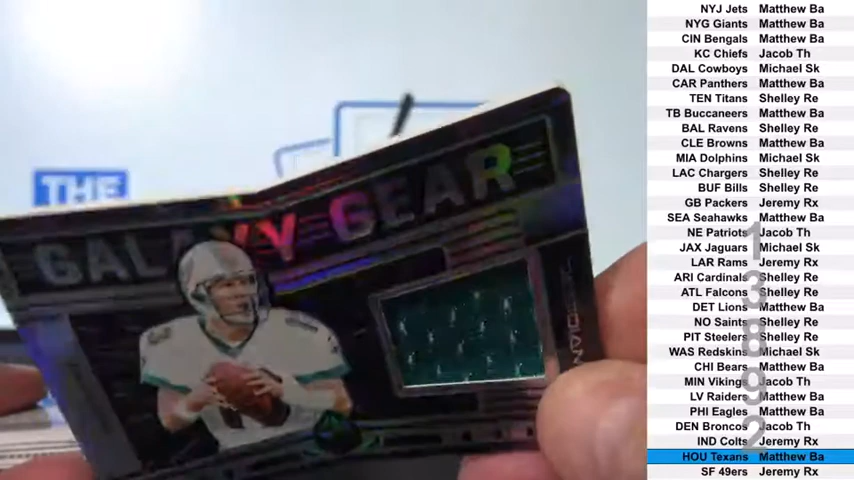 THE
GALAXY GEAR
NYJ Jets Matthew Ba
NYG Giants Matthew Ba
CIN Bengals Matthew Ba
KC Chiefs Jacob Th
DAL Cowboys Michael Sk
CAR Panthers Matthew Ba
TEN Titans Shelley Re
TB Buccaneers Matthew Ba
BAL Ravens Shelley Re
CLE Browns Matthew Ba
MIA Dolphins Michael Sk
LAC Chargers Shelley Re
BUF Bills Shelley Re
GB Packers Jeremy Rx
SEA Seahawks Matthew Ba
NE Patriots Jacob Th
JAX Jaguars Michael Sk
LAR Rams Jeremy Rx
ARI Cardinals Shelley Re
ATL Falcons Shelley Re
DET Lions Matthew Ba
NO Saints Shelley Re
PIT Steelers Shelley Re
WAS Redskins Michael Sk
CHI Bears Matthew Ba
MIN Vikings Jacob Th
LV Raiders Matthew Ba
PHI Eagles Matthew Ba
DEN Broncos Jacob Th
IND Colts Jeremy Rx
HOU Texans Matthew Ba
SF 49ers Jeremy Rx
1
3
8
9
2